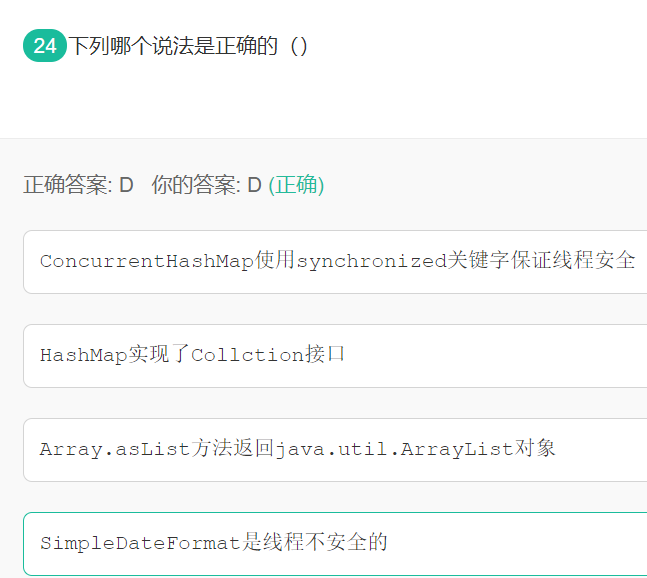 24 下列哪个说法是正确的（）
正确答案: D 你的答案: D (正确)
ConcurrentHashMap使用synchronized关键字保证线程安全
HashMap实现了Collction接口
Array.asList方法返回java.util.ArrayList对象
SimpleDateFormat是线程不安全的